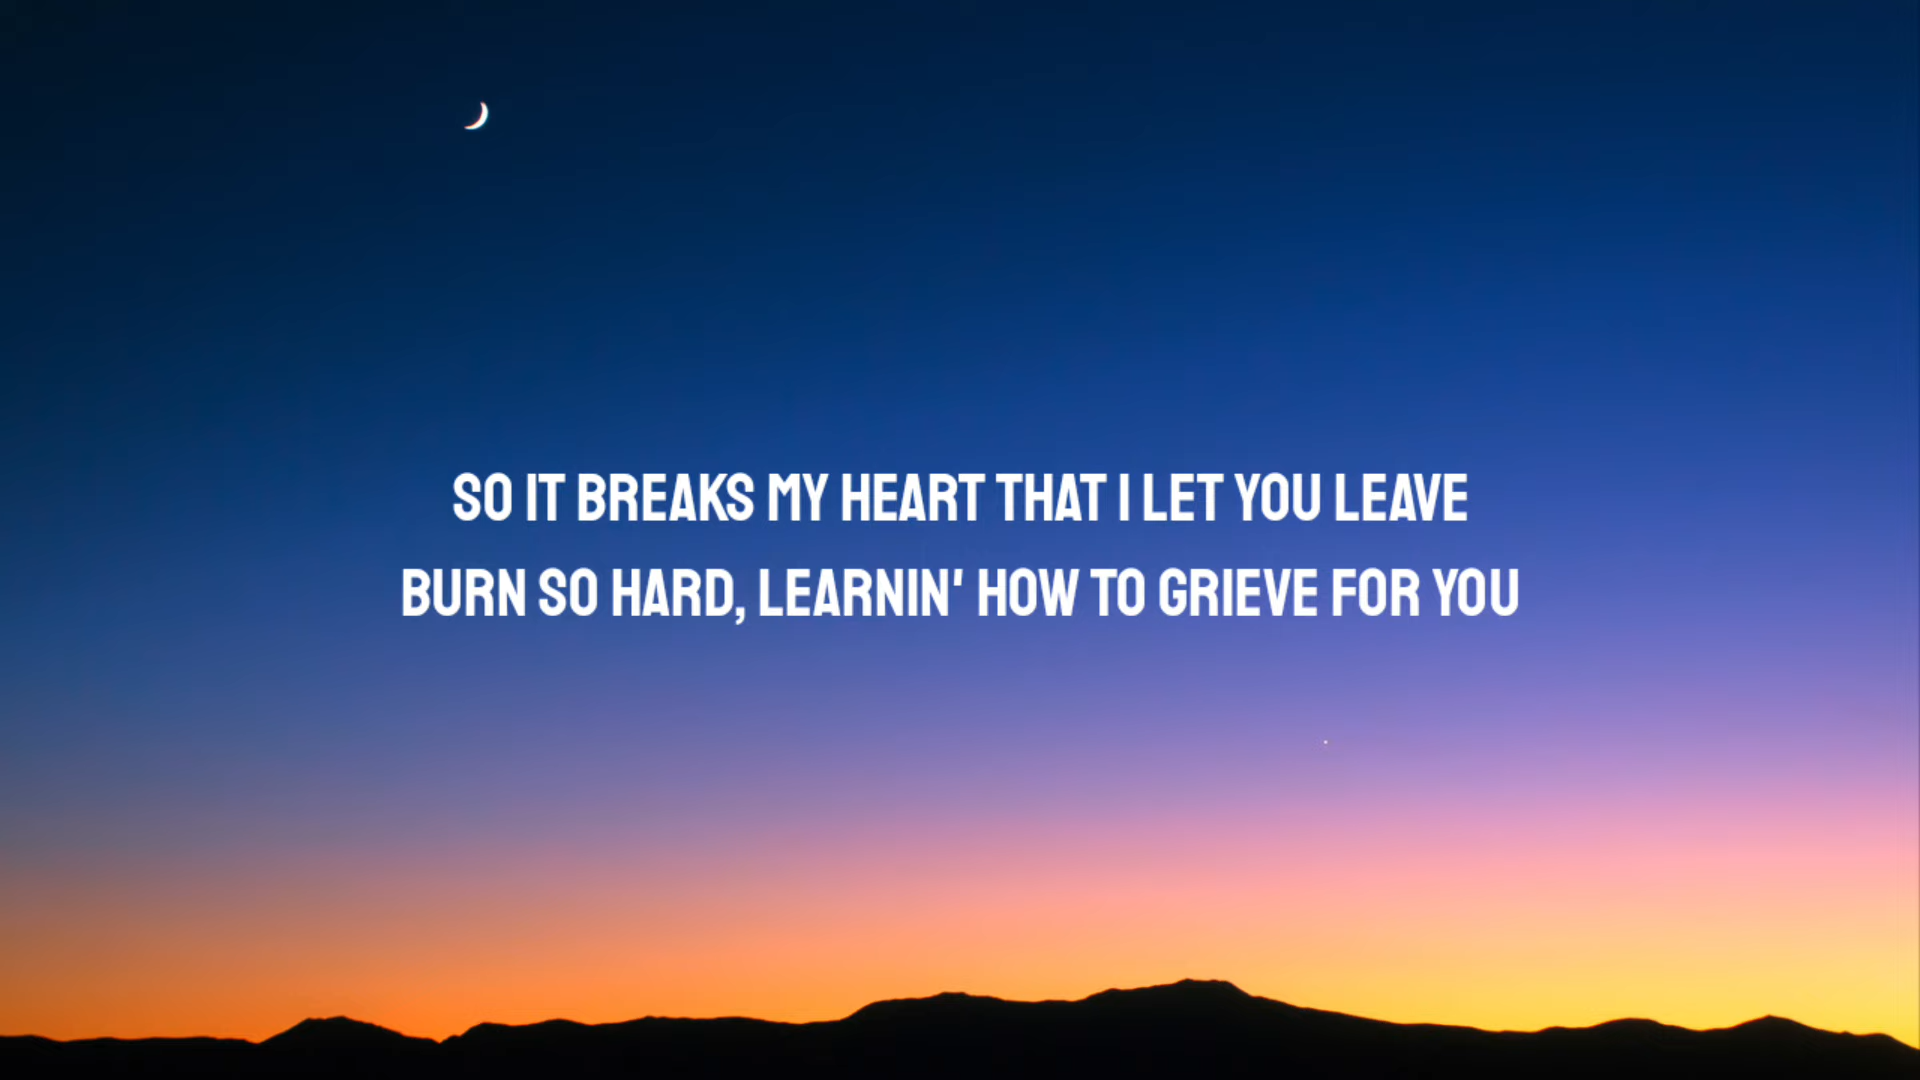 SO IT BREAKS MY HEART THAT I LET YOU LEAVE
BURN SO HARD, LEARNIN' HOW TO GRIEVE FOR YOU